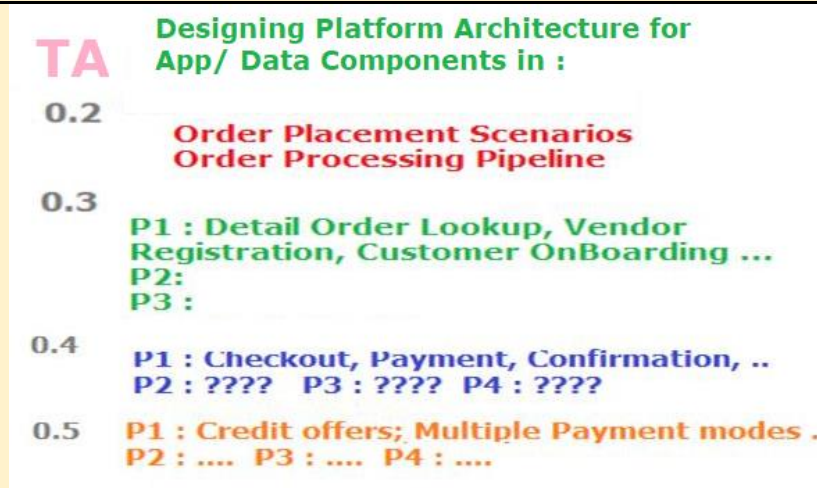 TA
Designing Platform Architecture for
App/ Data Components in :
0.2
Order Placement Scenarios
Order Processing Pipeline
0.3
P1 : Detail Order Lookup, Vendor
Registration, Customer OnBoarding ...
P2:
P3 :
0.4
P1 : Checkout, Payment, Confirmation, ..
P2 : ???? P3 : ???? P4 : ????
0.5
P1 : Credit offers; Multiple Payment modes .
P2 : .... P3 : .... P4 : ....